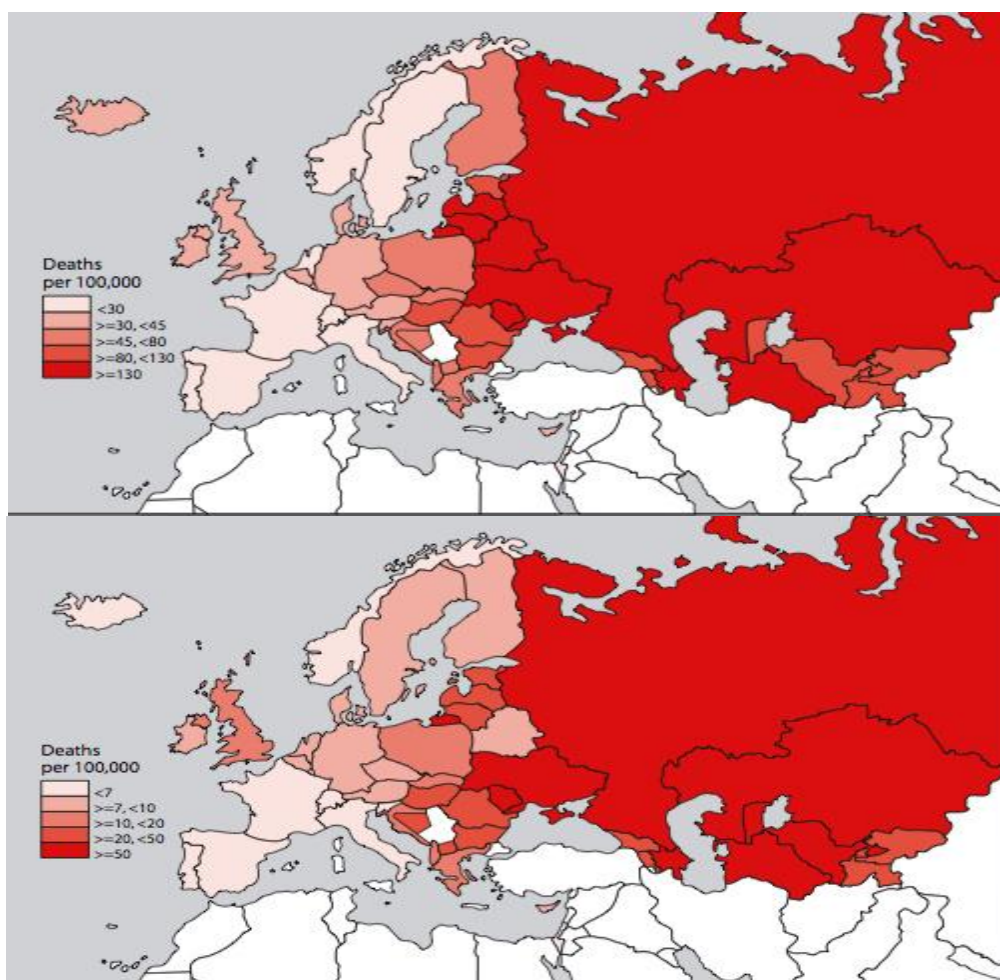 Deaths
per 100,000
<30
>=30, <45
>=45, <80
>=80, <130
>=130
Deaths
per 100,000
<7
>=7, <10
>=10, <20
>=20, <50
>=50